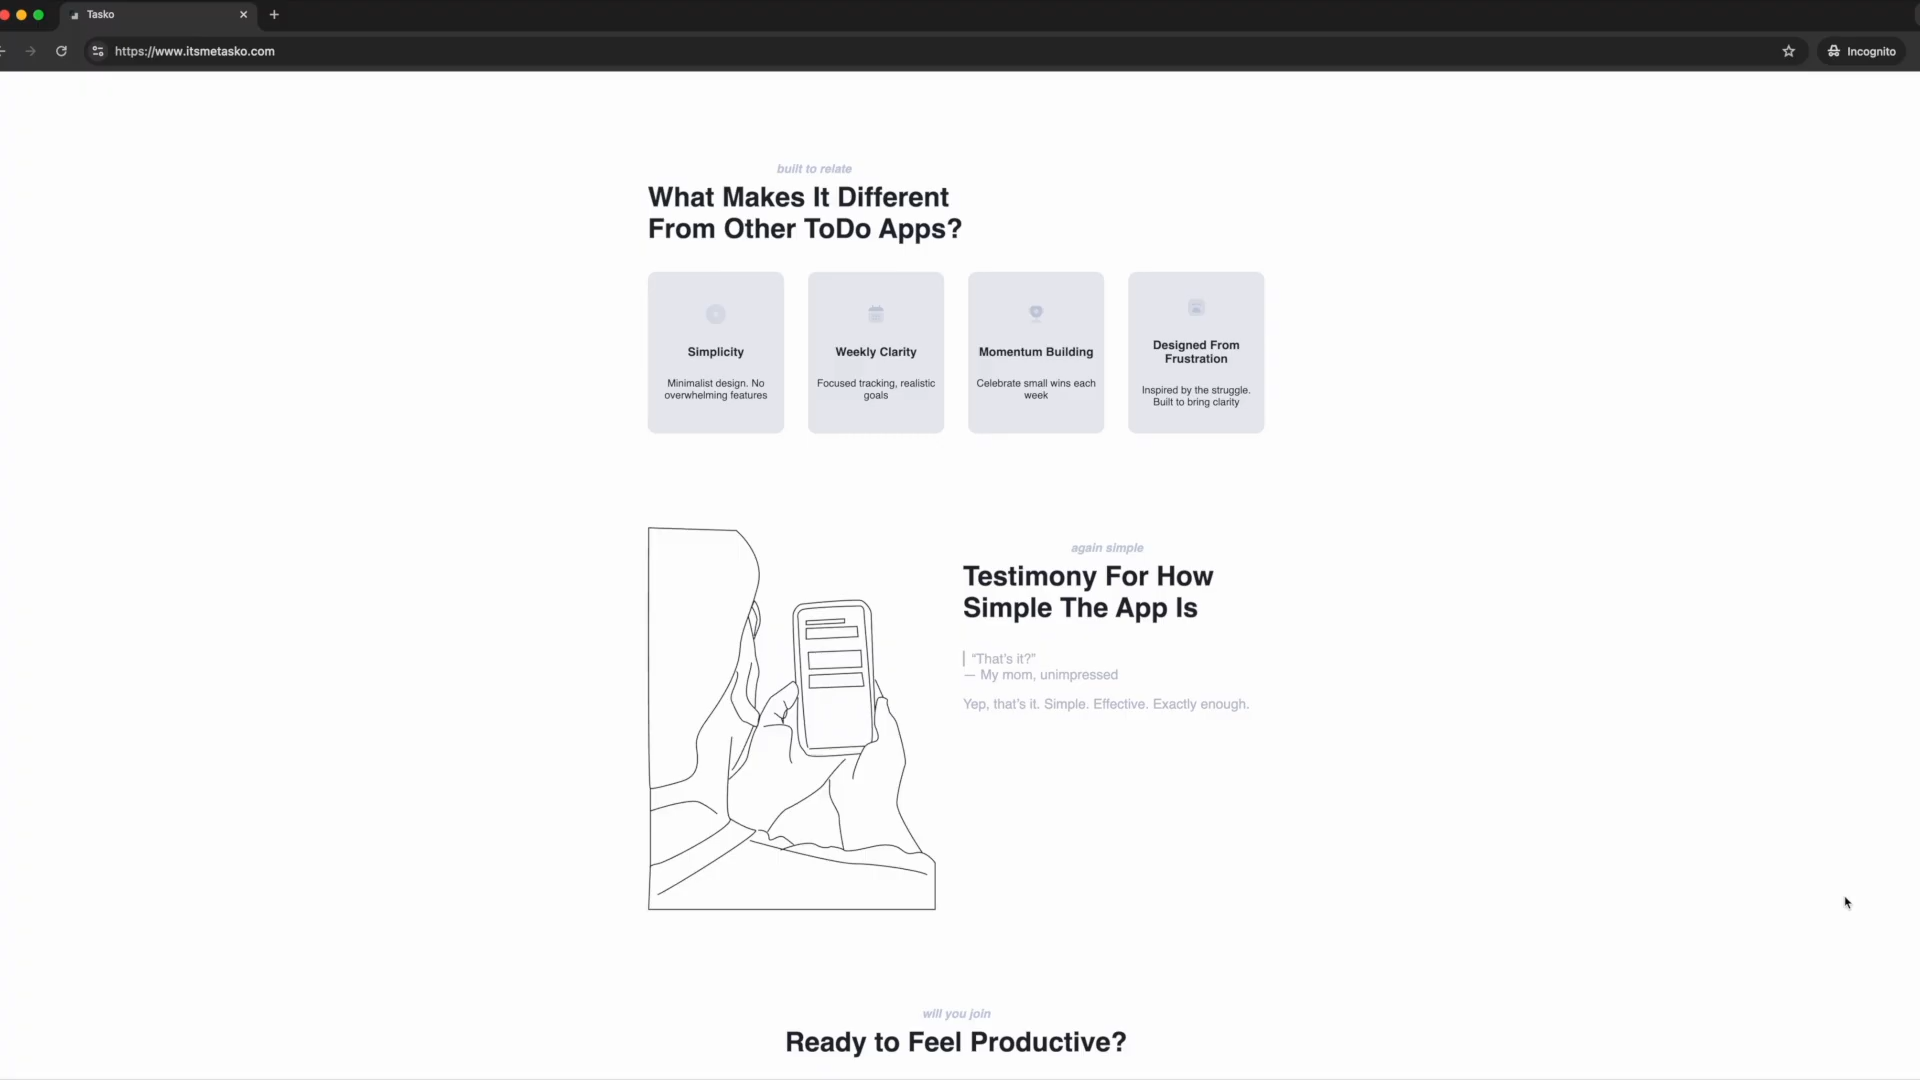 Tasko
https://www.itsmetasko.com
Incognito
built to relate
What Makes It Different
From Other ToDo Apps?
Simplicity
Minimalist design. No
overwhelming features
Weekly Clarity
Focused tracking, realistic
goals
Momentum Building
Celebrate small wins each
week
Designed From
Frustration
Inspired by the struggle.
Built to bring clarity
again simple
Testimony For How
Simple The App Is
“That’s it?”
— My mom, unimpressed
Yep, that’s it. Simple. Effective. Exactly enough.
will you join
Ready to Feel Productive?